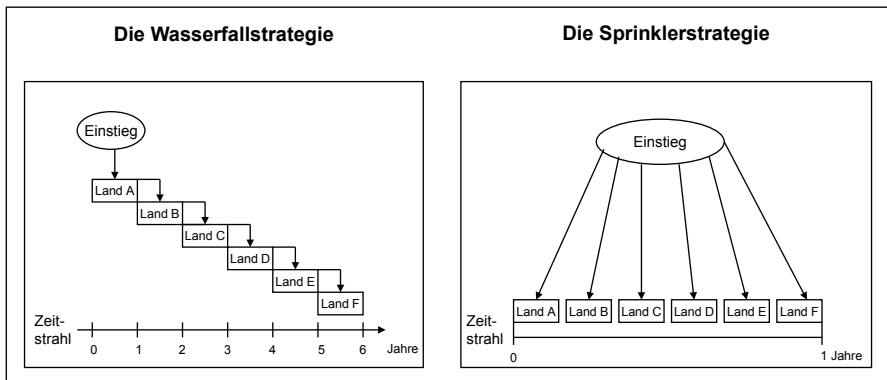 Die Wasserfallstrategie
Einstieg
Land A
Land B
Land C
Land D
Land E
Land F
Zeit-
strahl
0 1 2 3 4 5 6 Jahre
Die Sprinklerstrategie
Einstieg
Land A Land B Land C Land D Land E Land F
Zeit-
strahl
0 1 Jahre